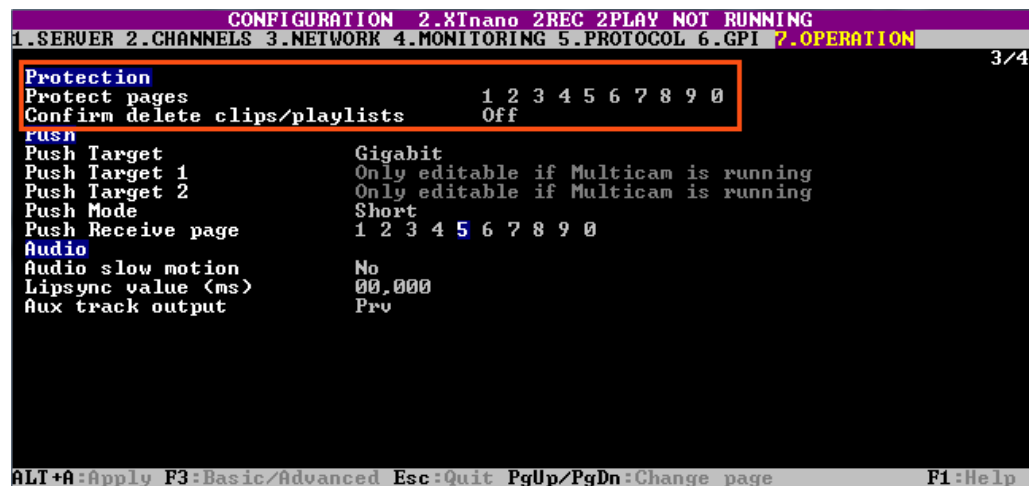 CONFIGURATION 2.XTnano 2REC 2PLAY NOT RUNNING
1.SERVER 2.CHANNELS 3.NETWORK 4.MONITORING 5.PROTOCOL 6.GPI 7.OPERATION
3/4
Protection
Protect pages 1 2 3 4 5 6 7 8 9 0
Confirm delete clips/playlists Off
Push
Push Target Gigabit
Push Target 1 Only editable if Multicam is running
Push Target 2 Only editable if Multicam is running
Push Mode Short
Push Receive page 1 2 3 4 5 6 7 8 9 0
Audio
Audio slow motion No
Lipsync value (ms) 00,000
Aux track output Prv
ALT+A:Apply F3:Basic/Advanced Esc:Quit PgUp/PgDn:Change page F1:Help